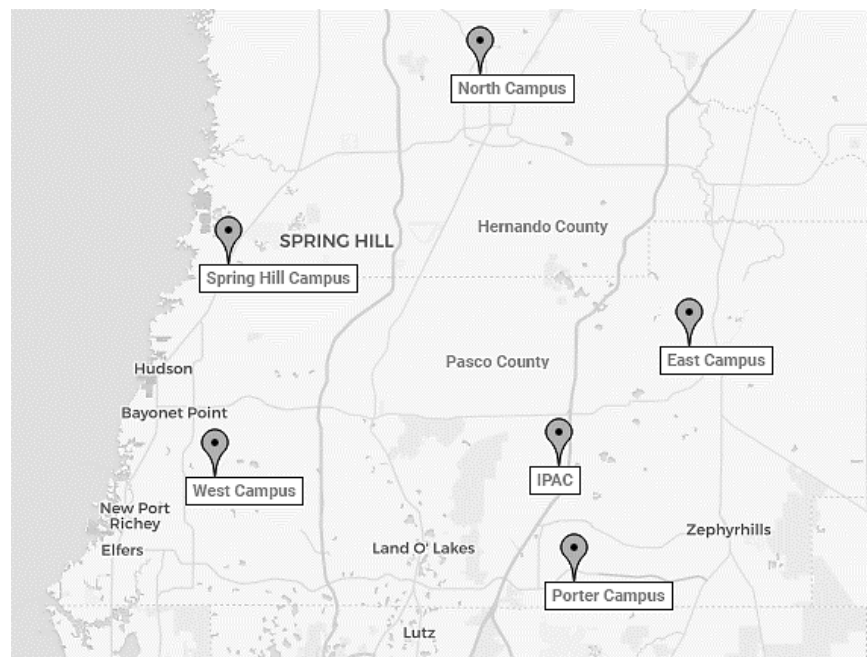 North Campus
Hernando County
SPRING HILL
Spring Hill Campus
East Campus
Pasco County
Hudson
Bayonet Point
IPAC
West Campus
New Port
Richey
Zephyrhills
Elfers
Land O' Lakes
Porter Campus
Lutz